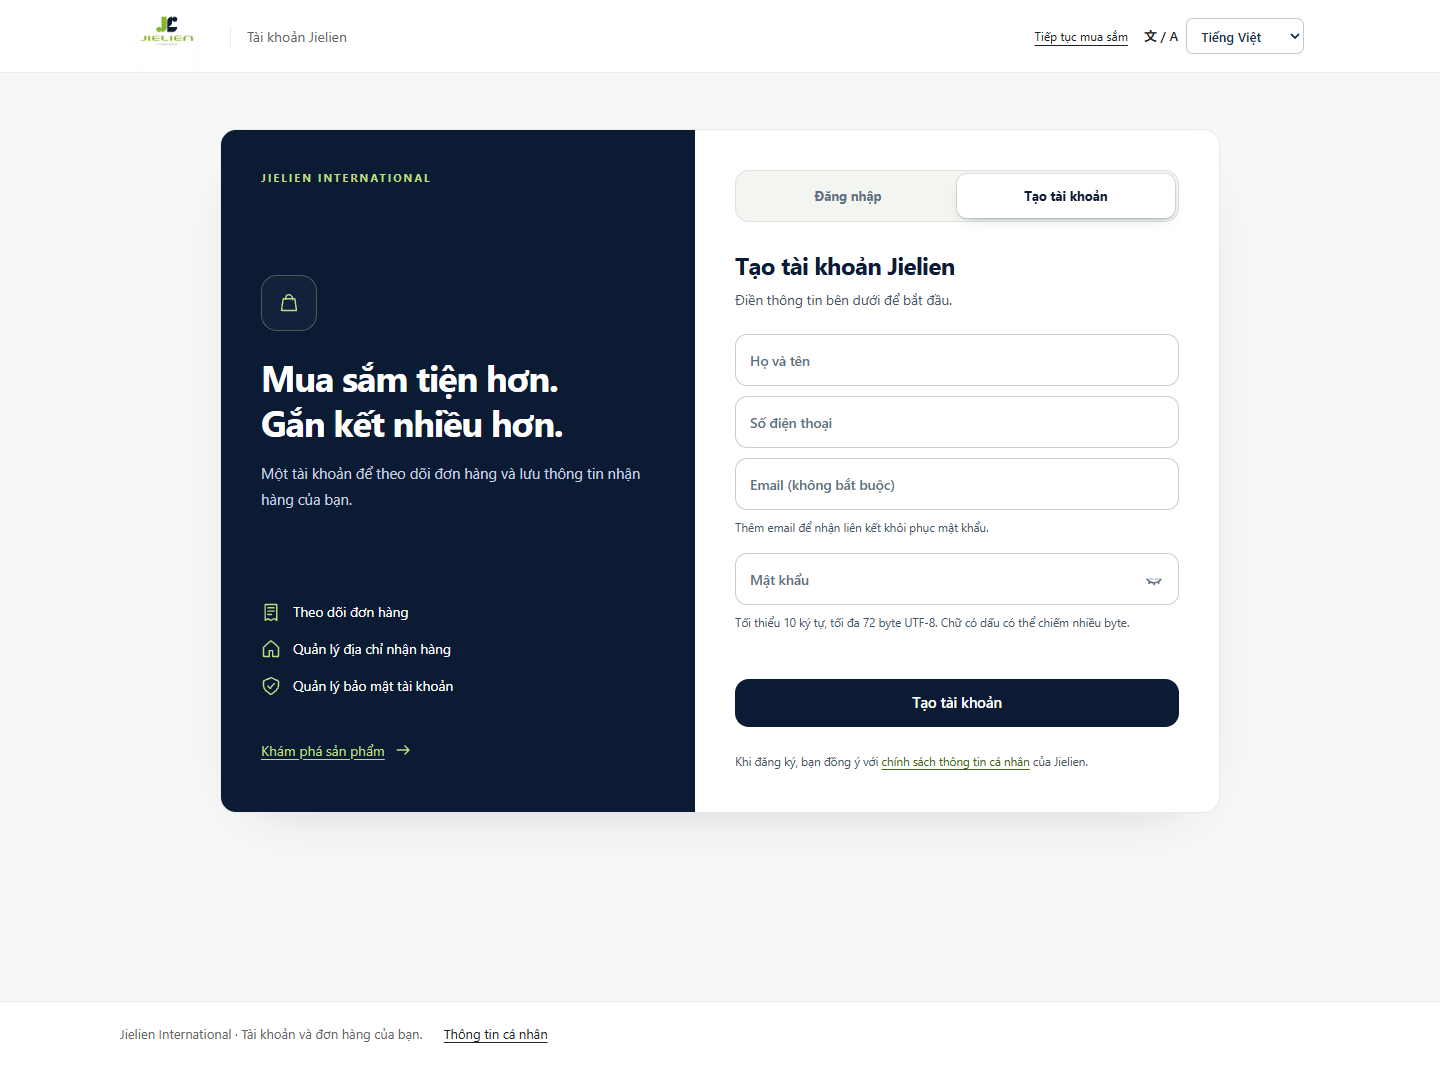 JIELIEN
Tài khoản Jielien
Tiếp tục mua sắm
文 / A
Tiếng Việt
JIELIEN INTERNATIONAL
Mua sắm tiện hơn.
Gắn kết nhiều hơn.
Một tài khoản để theo dõi đơn hàng và lưu thông tin nhận
hàng của bạn.
Theo dõi đơn hàng
Quản lý địa chỉ nhận hàng
Quản lý bảo mật tài khoản
Khám phá sản phẩm
Đăng nhập
Tạo tài khoản
Tạo tài khoản Jielien
Điền thông tin bên dưới để bắt đầu.
Họ và tên
Số điện thoại
Email (không bắt buộc)
Thêm email để nhận liên kết khôi phục mật khẩu.
Mật khẩu
Tối thiểu 10 ký tự, tối đa 72 byte UTF-8. Chữ có dấu có thể chiếm nhiều byte.
Tạo tài khoản
Khi đăng ký, bạn đồng ý với chính sách thông tin cá nhân của Jielien.
Jielien International · Tài khoản và đơn hàng của bạn.
Thông tin cá nhân